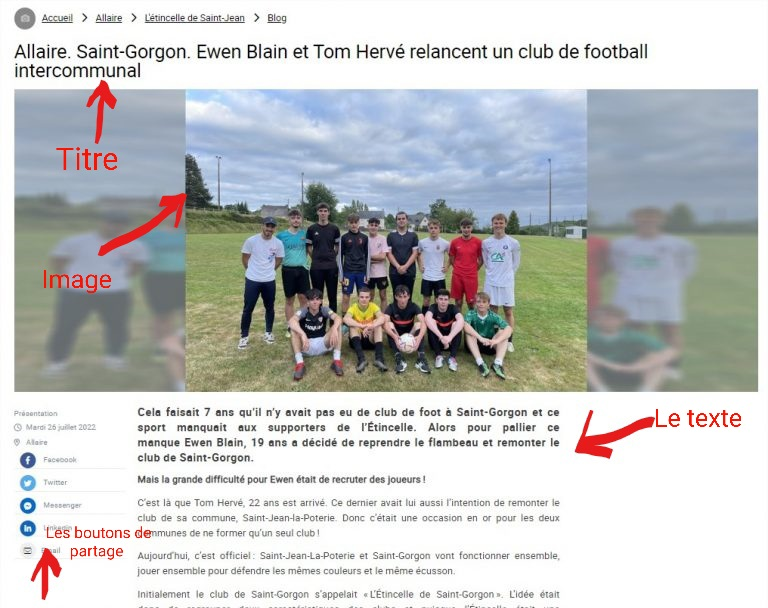 Accueil > Allaire > L'étincelle de Saint-Jean > Blog
Allaire. Saint-Gorgon. Ewen Blain et Tom Hervé relancent un club de football
intercommunal
Titre
Image
Présentation
Mardi 26 juillet 2022
Allaire
Facebook
Twitter
Messenger
Linkedin
Email
Les boutons de
partage
Le texte
Cela faisait 7 ans qu'il n'y avait pas eu de club de foot à Saint-Gorgon et ce
sport manquait aux supporters de l'Étincelle. Alors pour pallier ce
manque Ewen Blain, 19 ans a décidé de reprendre le flambeau et remonter le
club de Saint-Gorgon.
Mais la grande difficulté pour Ewen était de recruter des joueurs !
C'est là que Tom Hervé, 22 ans est arrivé. Ce dernier avait lui aussi l'intention de remonter le
club de sa commune, Saint-Jean-la-Poterie. Donc c'était une occasion en or pour les deux
communes de ne former qu'un seul club !
Aujourd'hui, c'est officiel : Saint-Jean-La-Poterie et Saint-Gorgon vont fonctionner ensemble,
jouer ensemble pour défendre les mêmes couleurs et le même écusson.
Initialement le club de Saint-Gorgon s'appelait « L'Étincelle de Saint-Gorgon ». L'idée était